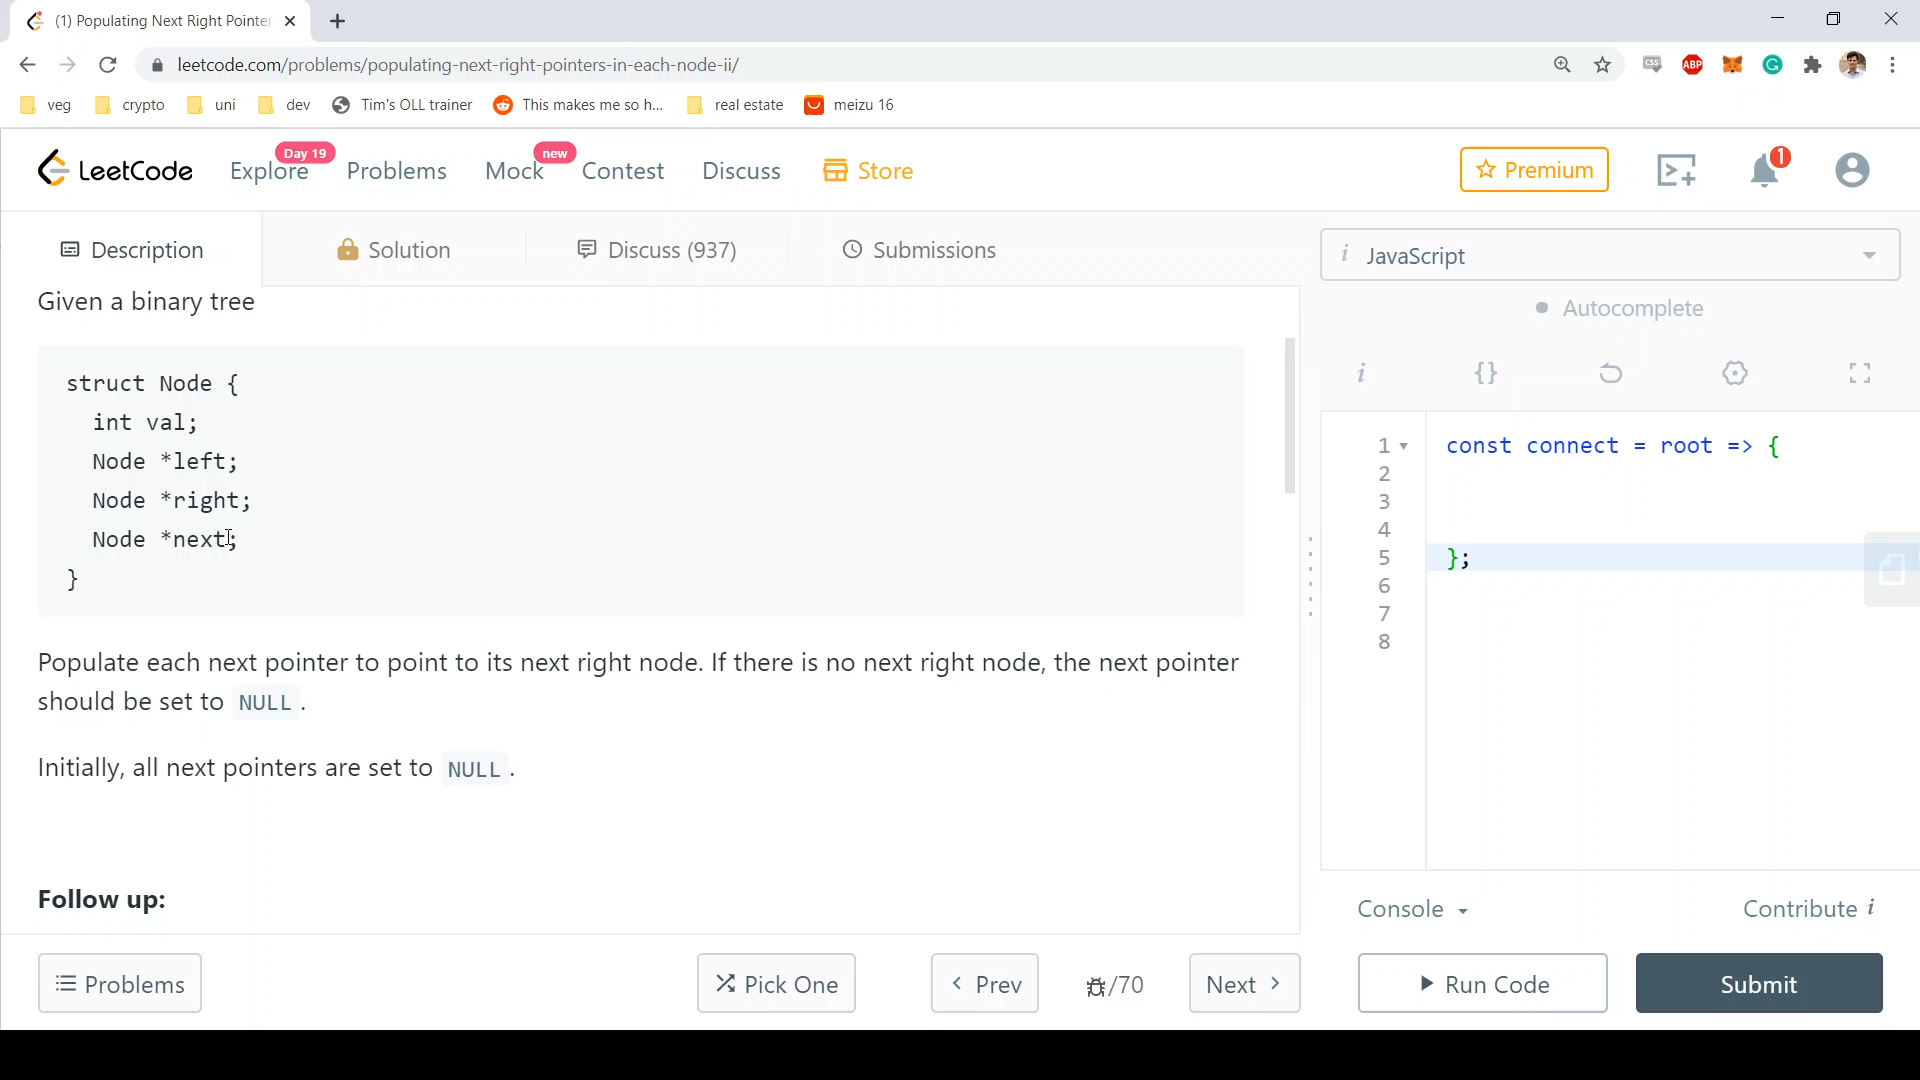 (1) Populating Next Right Pointer
leetcode.com/problems/populating-next-right-pointers-in-each-node-ii/
CSS
ABP
veg
crypto
uni
dev
Tim's OLL trainer
This makes me so h...
real estate
meizu 16
LeetCode
Explore
Day 19
Problems
Mock
new
Contest
Discuss
Store
Premium
1
Description
Solution
Discuss (937)
Submissions
Given a binary tree
struct Node {
int val;
Node *left;
Node *right;
Node *next;
}
Populate each next pointer to point to its next right node. If there is no next right node, the next pointer
should be set to NULL.
Initially, all next pointers are set to NULL.
Follow up:
Problems
Pick One
Prev
/70
Next
i JavaScript
Autocomplete
i {}
1 const connect = root => {
2
3
4
5 };
6
7
8
Console
Contribute i
Run Code
Submit